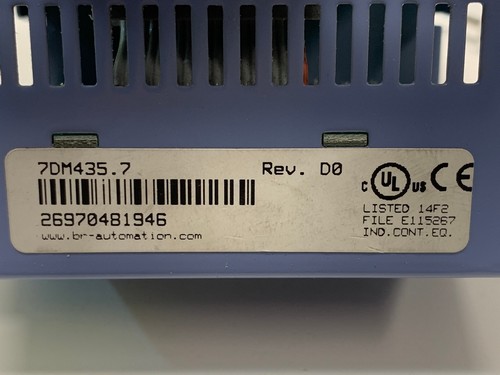 7DM435.7 Rev. D0
26970481946
www.br-automation.com
c UL us CE
LISTED 14F2
FILE E115267
IND.CONT.EQ.